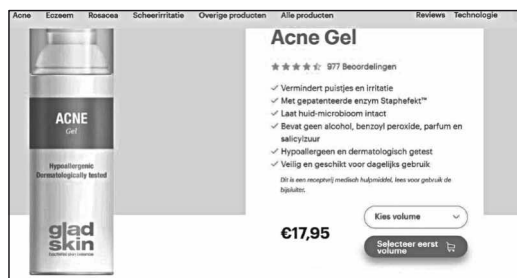 Acne Eczeem Rosacea Scheerirritatie Overige producten Alle producten Reviews Technologie
Acne Gel
977 Beoordelingen
Vermindert puistjes en irritatie
Met gepatenteerde enzym Staphefekt™
Laat huid-microbioom intact
Bevat geen alcohol, benzoyl peroxide, parfum en
salicylzuur
Hypoallergeen en dermatologisch getest
Veilig en geschikt voor dagelijks gebruik
Dit is een receptvrij medisch hulpmiddel, lees voor gebruik de
bijsluiter.
€17,95
Kies volume
Selecteer eerst
volume
ACNE
Gel
Hypoallergenic
Dermatologically tested
glad
skin